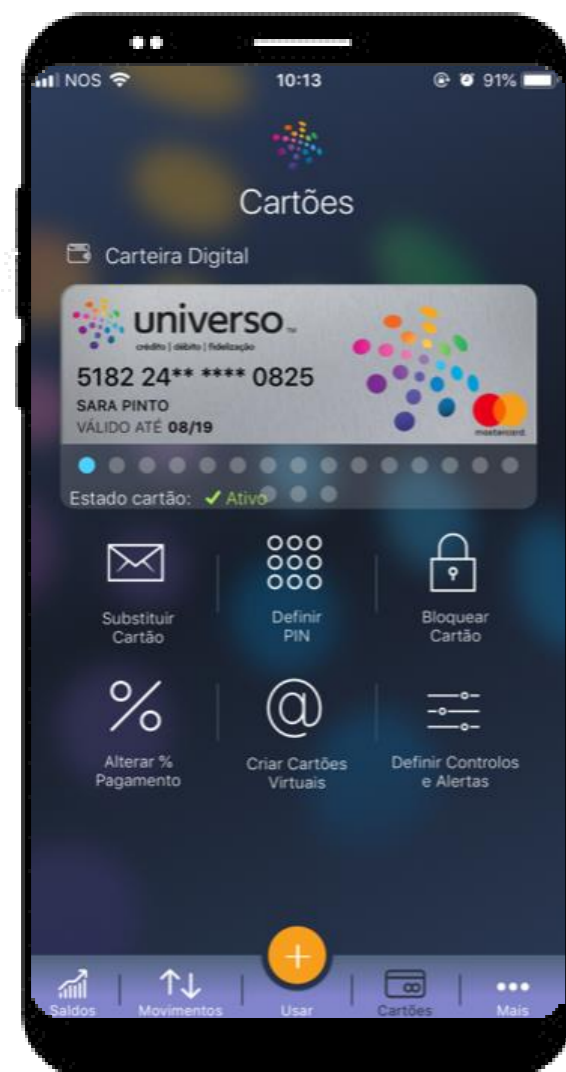 NOS 10:13 91%
Cartões
Carteira Digital
universo
crédito | débito | fidelização
5182 24** **** 0825
SARA PINTO
VÁLIDO ATÉ 08/19
mastercard
Estado cartão: ✓ Ativo
Substituir Cartão
Definir PIN
Bloquear Cartão
Alterar % Pagamento
Criar Cartões Virtuais
Definir Controlos e Alertas
Saldos Movimentos Usar Cartões Mais